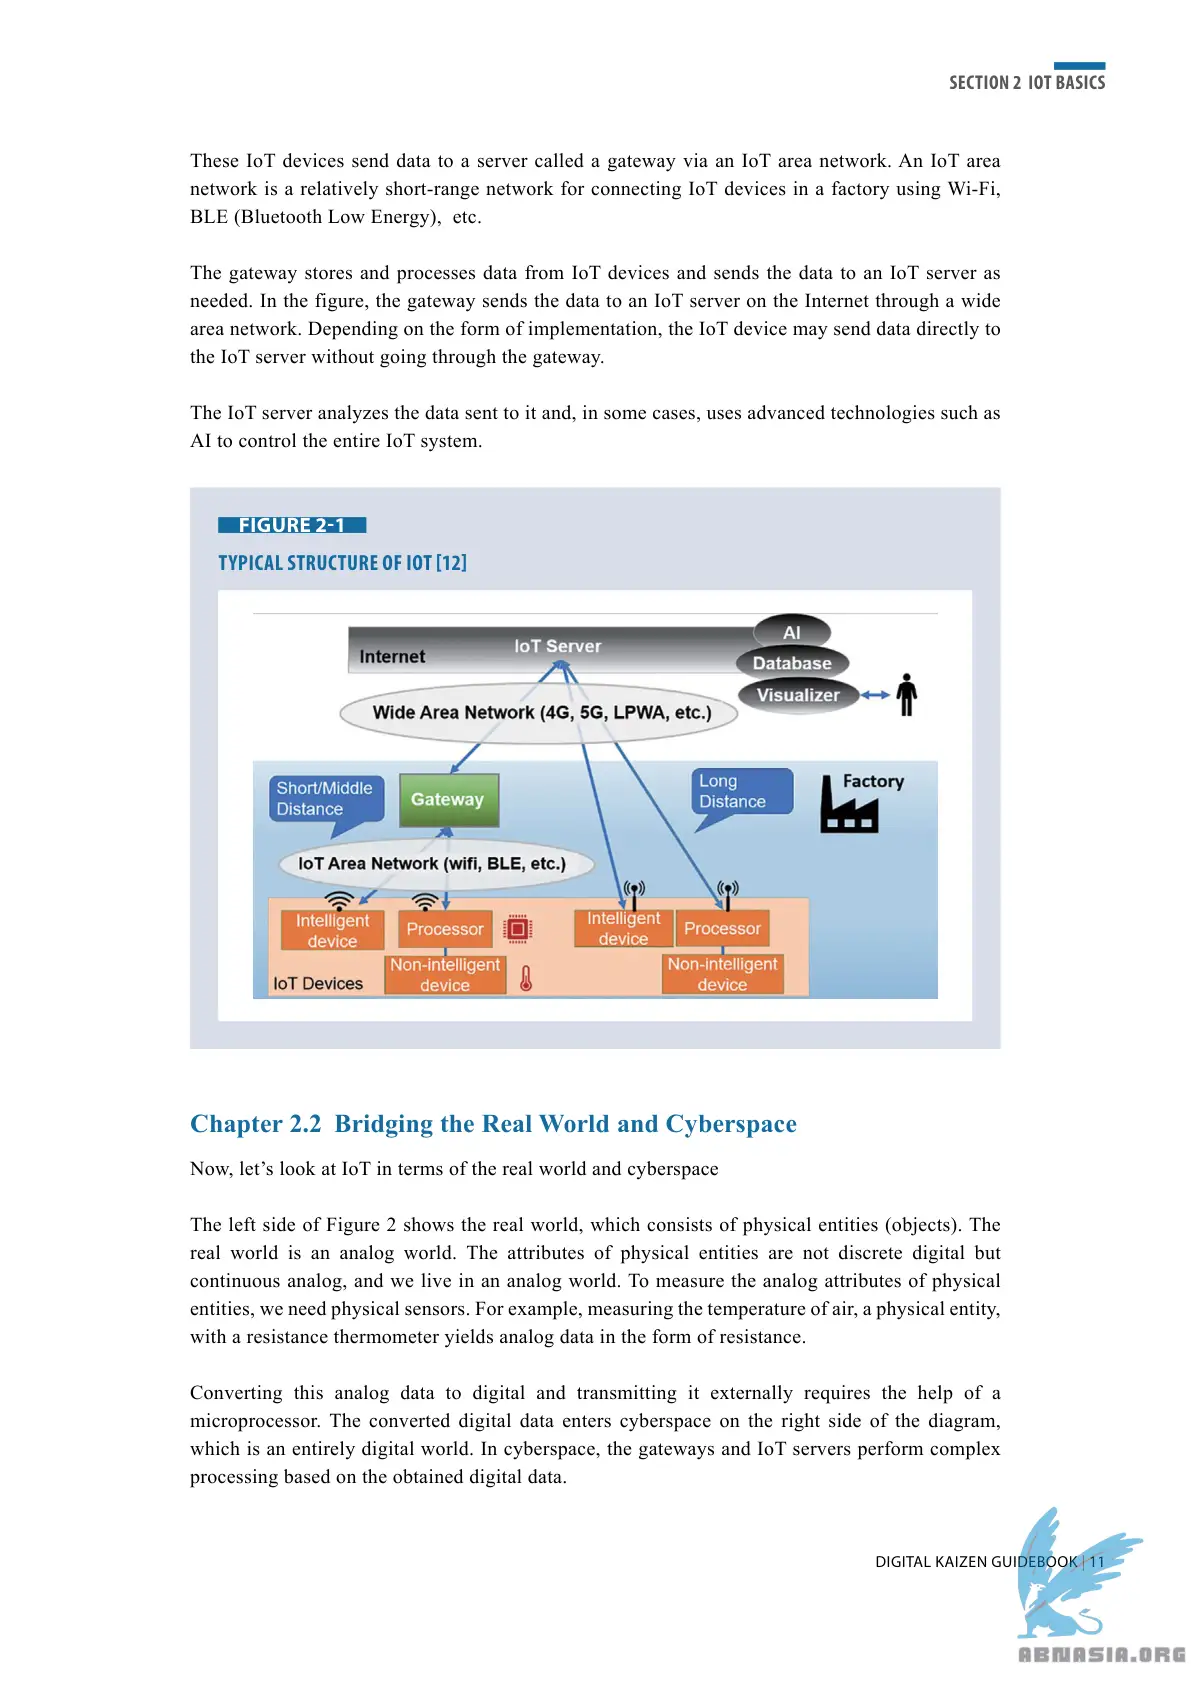 SECTION 2 IOT BASICS
These IoT devices send data to a server called a gateway via an IoT area network. An IoT area
network is a relatively short-range network for connecting IoT devices in a factory using Wi-Fi,
BLE (Bluetooth Low Energy), etc.
The gateway stores and processes data from IoT devices and sends the data to an IoT server as
needed. In the figure, the gateway sends the data to an IoT server on the Internet through a wide
area network. Depending on the form of implementation, the IoT device may send data directly to
the IoT server without going through the gateway.
The IoT server analyzes the data sent to it and, in some cases, uses advanced technologies such as
AI to control the entire IoT system.
FIGURE 2-1
TYPICAL STRUCTURE OF IOT [12]
AI
IoT Server
Internet
Database
Visualizer
Wide Area Network (4G, 5G, LPWA, etc.)
Short/Middle
Distance
Gateway
Long
Distance
Factory
IoT Area Network (wifi, BLE, etc.)
Intelligent
device
Processor
Intelligent
device
Processor
Non-intelligent
device
Non-intelligent
device
IoT Devices
Chapter 2.2 Bridging the Real World and Cyberspace
Now, let’s look at IoT in terms of the real world and cyberspace
The left side of Figure 2 shows the real world, which consists of physical entities (objects). The
real world is an analog world. The attributes of physical entities are not discrete digital but
continuous analog, and we live in an analog world. To measure the analog attributes of physical
entities, we need physical sensors. For example, measuring the temperature of air, a physical entity,
with a resistance thermometer yields analog data in the form of resistance.
Converting this analog data to digital and transmitting it externally requires the help of a
microprocessor. The converted digital data enters cyberspace on the right side of the diagram,
which is an entirely digital world. In cyberspace, the gateways and IoT servers perform complex
processing based on the obtained digital data.
DIGITAL KAIZEN GUIDEBOOK | 11
ABNASIA.ORG